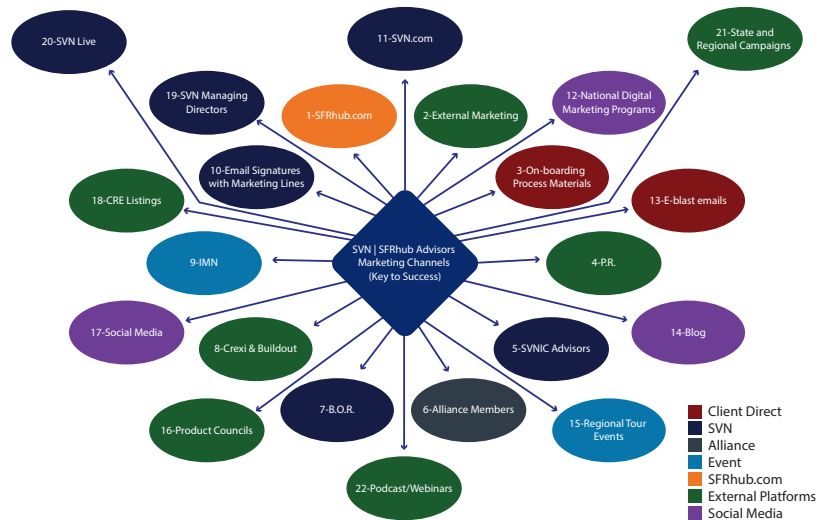 20-SVN Live
11-SVN.com
21-State and
Regional Campaigns
19-SVN Managing
Directors
1-SFRhub.com
2-External Marketing
12-National Digital
Marketing Programs
10-Email Signatures
with Marketing Lines
3-On-boarding
Process Materials
18-CRE Listings
13-E-blast emails
SVN | SFRhub Advisors
Marketing Channels
(Key to Success)
9-IMN
4-P.R.
17-Social Media
8-Crexi & Buildout
5-SVNIC Advisors
14-Blog
16-Product Councils
7-B.O.R.
6-Alliance Members
15-Regional Tour
Events
22-Podcast/Webinars
Client Direct
SVN
Alliance
Event
SFRhub.com
External Platforms
Social Media